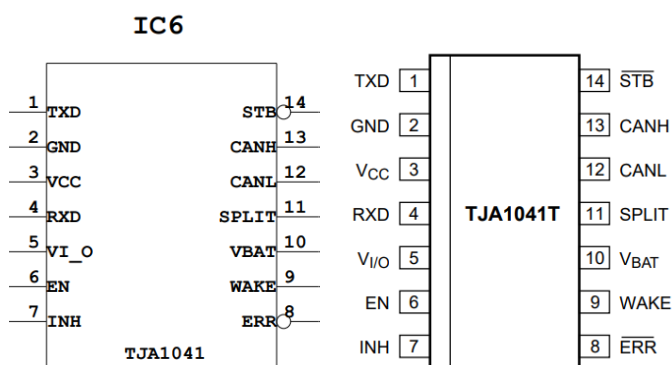 IC6
1 TXD STB 14
2 GND CANH 13
3 VCC CANL 12
4 RXD SPLIT 11
5 VI_O VBAT 10
6 EN WAKE 9
7 INH ERR 8
TJA1041
TXD 1 14 STB
GND 2 13 CANH
VCC 3 12 CANL
RXD 4 TJA1041T 11 SPLIT
VI/O 5 10 VBAT
EN 6 9 WAKE
INH 7 8 ERR